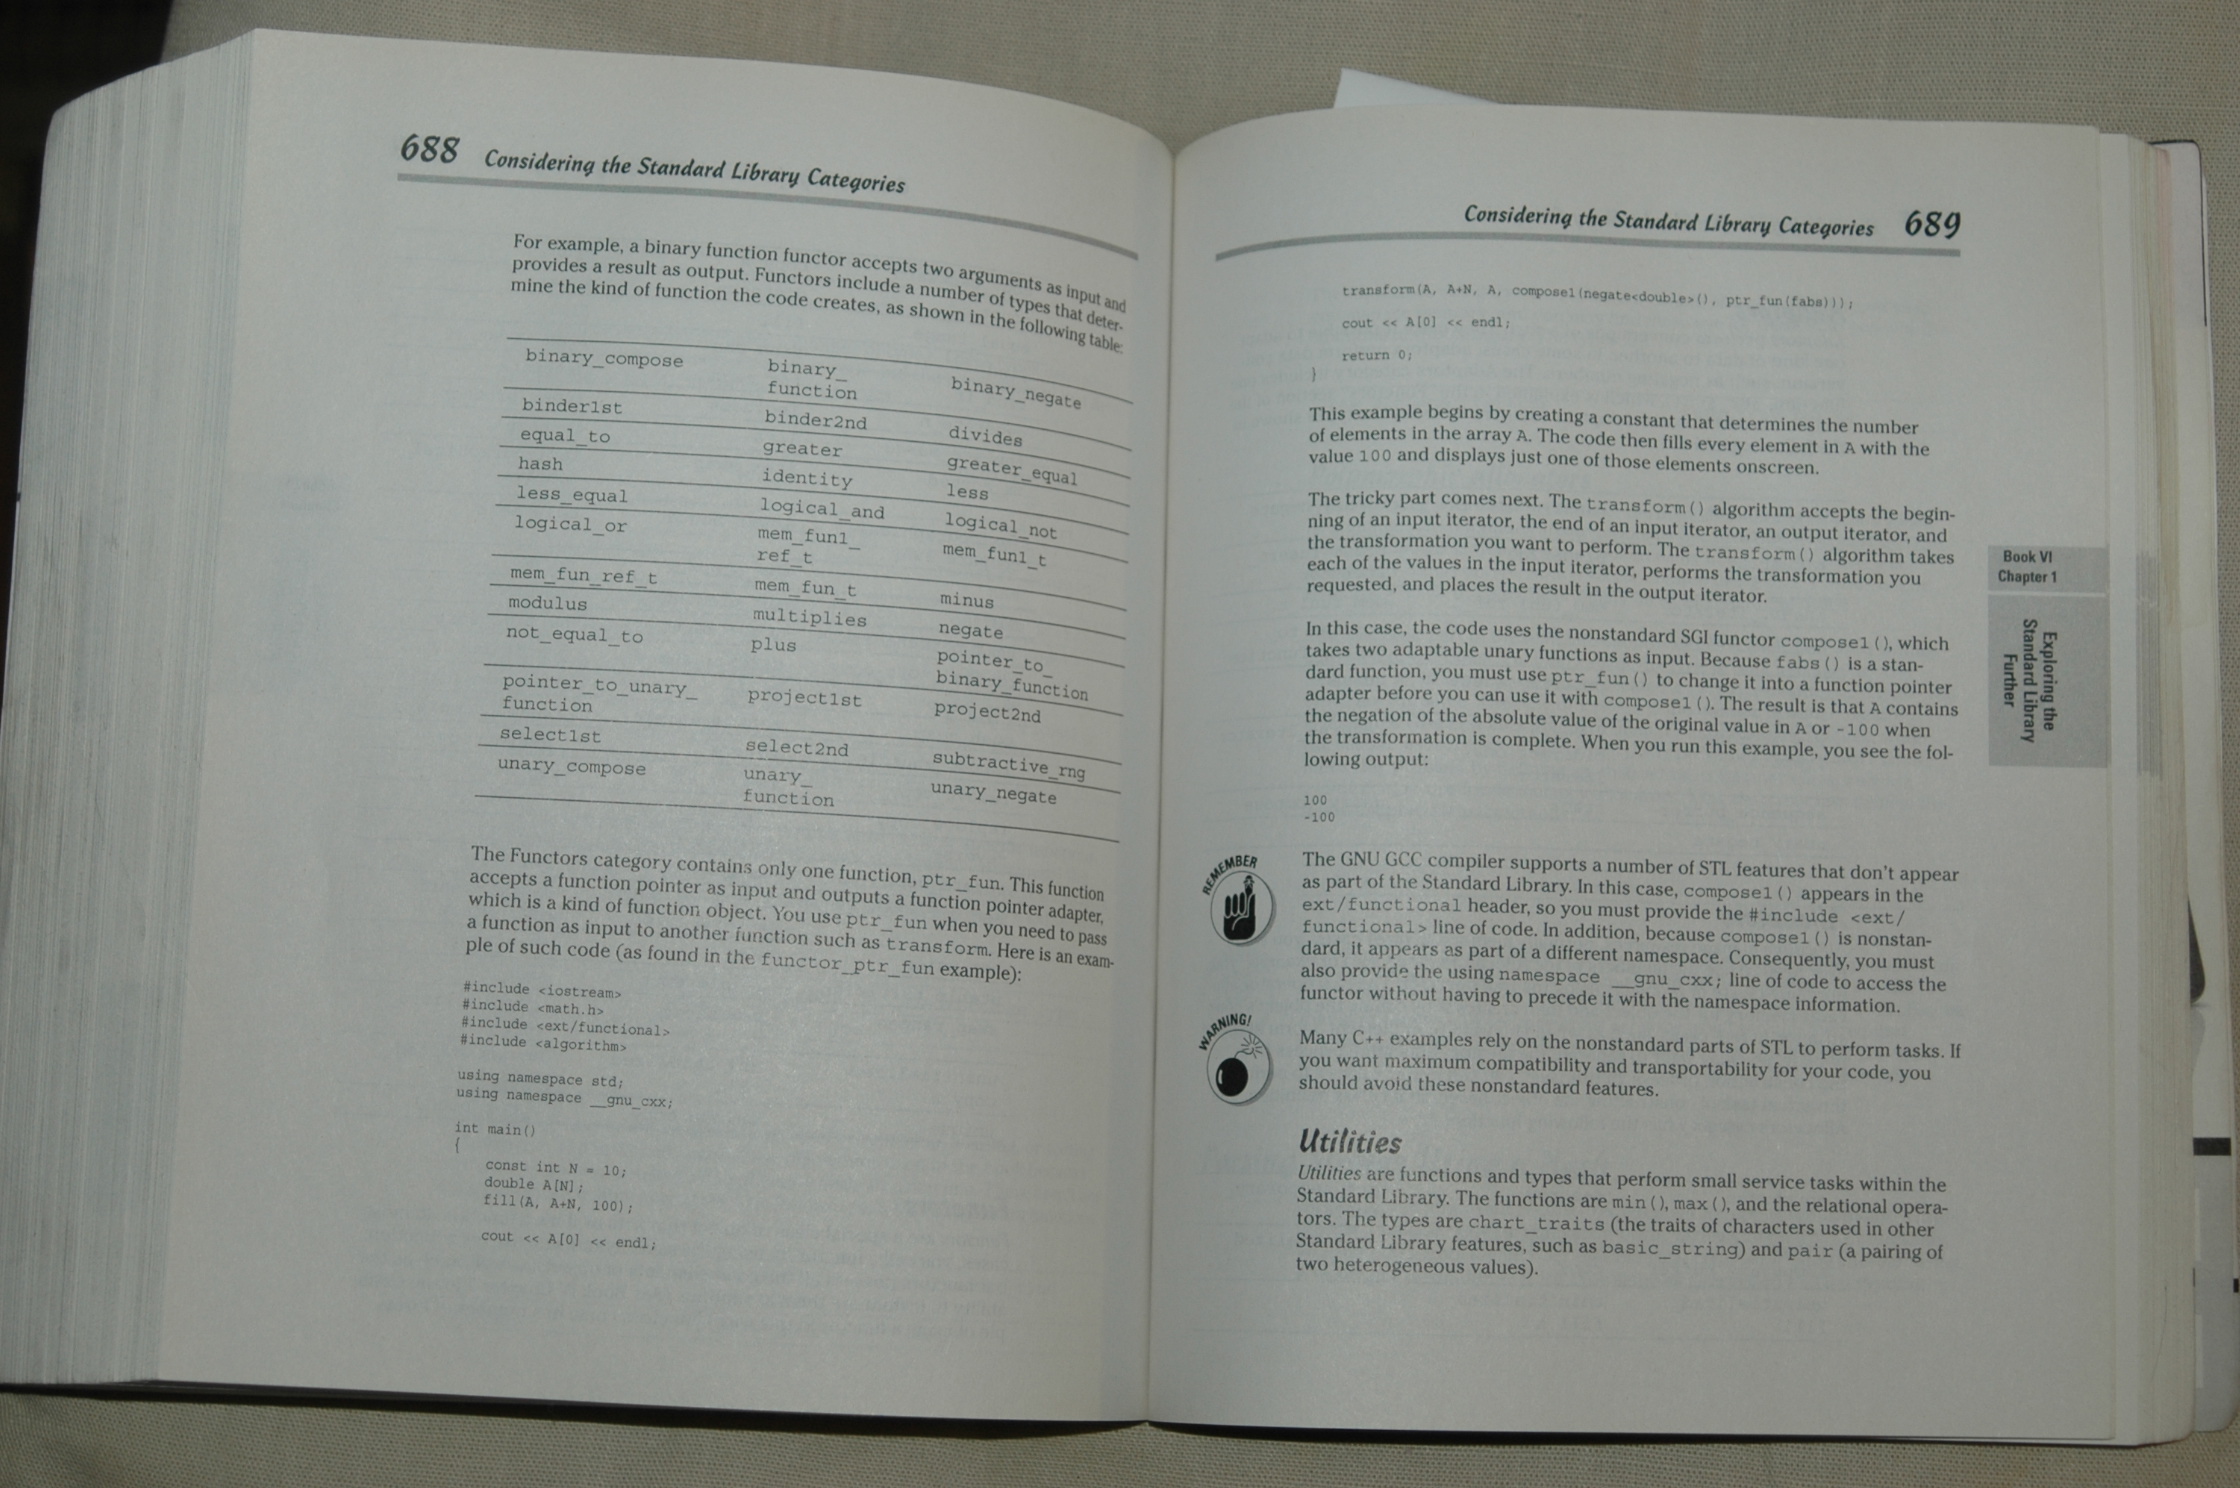 688 Considering the Standard Library Categories
For example, a binary function functor accepts two arguments as input and
provides a result as output. Functors include a number of types that deter-
mine the kind of function the code creates, as shown in the following table:
binary_compose binary_ binary_negate
function
binder1st binder2nd divides
equal_to greater greater_equal
hash identity less
less_equal logical_and logical_not
logical_or mem_fun1_ mem_fun1_t
ref_t
mem_fun_ref_t mem_fun_t minus
modulus multiplies negate
not_equal_to plus pointer_to_
binary_function
pointer_to_unary_ project1st project2nd
function
select1st select2nd subtractive_rng
unary_compose unary_ unary_negate
function
The Functors category contains only one function, ptr_fun. This function
accepts a function pointer as input and outputs a function pointer adapter,
which is a kind of function object. You use ptr_fun when you need to pass
a function as input to another function such as transform. Here is an exam-
ple of such code (as found in the functor_ptr_fun example):
#include <iostream>
#include <math.h>
#include <ext/functional>
#include <algorithm>
using namespace std;
using namespace __gnu_cxx;
int main()
{
const int N = 10;
double A[N];
fill(A, A+N, 100);
cout << A[0] << endl;
Considering the Standard Library Categories 689
transform(A, A+N, A, compose1(negate<double>(), ptr_fun(fabs)));
cout << A[0] << endl;
return 0;
}
This example begins by creating a constant that determines the number
of elements in the array A. The code then fills every element in A with the
value 100 and displays just one of those elements onscreen.
The tricky part comes next. The transform() algorithm accepts the begin-
ning of an input iterator, the end of an input iterator, an output iterator, and
the transformation you want to perform. The transform() algorithm takes
each of the values in the input iterator, performs the transformation you
requested, and places the result in the output iterator.
In this case, the code uses the nonstandard SGI functor compose1(), which
takes two adaptable unary functions as input. Because fabs() is a stan-
dard function, you must use ptr_fun() to change it into a function pointer
adapter before you can use it with compose1(). The result is that A contains
the negation of the absolute value of the original value in A or -100 when
the transformation is complete. When you run this example, you see the fol-
lowing output:
100
-100
REMEMBER
The GNU GCC compiler supports a number of STL features that don't appear
as part of the Standard Library. In this case, compose1() appears in the
ext/functional header, so you must provide the #include <ext/
functional> line of code. In addition, because compose1() is nonstan-
dard, it appears as part of a different namespace. Consequently, you must
also provide the using namespace __gnu_cxx; line of code to access the
functor without having to precede it with the namespace information.
WARNING!
Many C++ examples rely on the nonstandard parts of STL to perform tasks. If
you want maximum compatibility and transportability for your code, you
should avoid these nonstandard features.
Utilities
Utilities are functions and types that perform small service tasks within the
Standard Library. The functions are min(), max(), and the relational opera-
tors. The types are chart_traits (the traits of characters used in other
Standard Library features, such as basic_string) and pair (a pairing of
two heterogeneous values).
Book VI
Chapter 1
Exploring the
Standard Library
Further